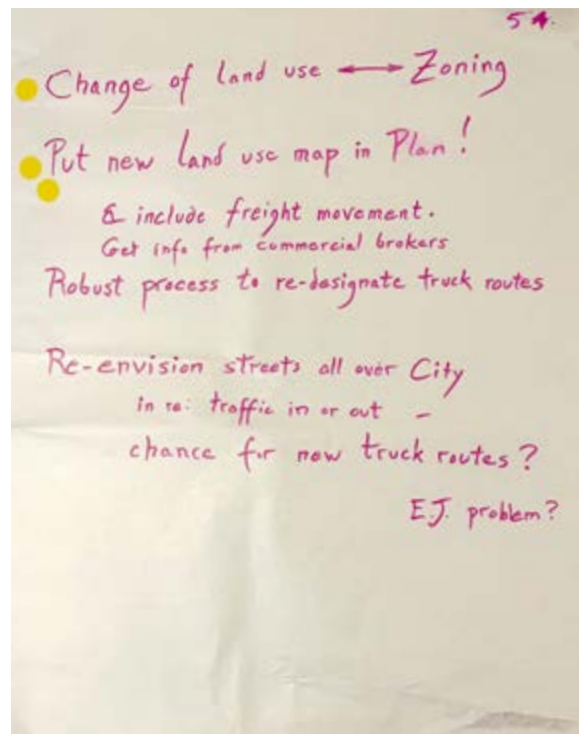 54.
Change of land use ↔ Zoning
Put new land use map in Plan!
& include freight movement.
Get info from commercial brokers
Robust process to re-designate truck routes
Re-envision streets all over City
in re: traffic in or out –
chance for new truck routes?
E.J. problem?